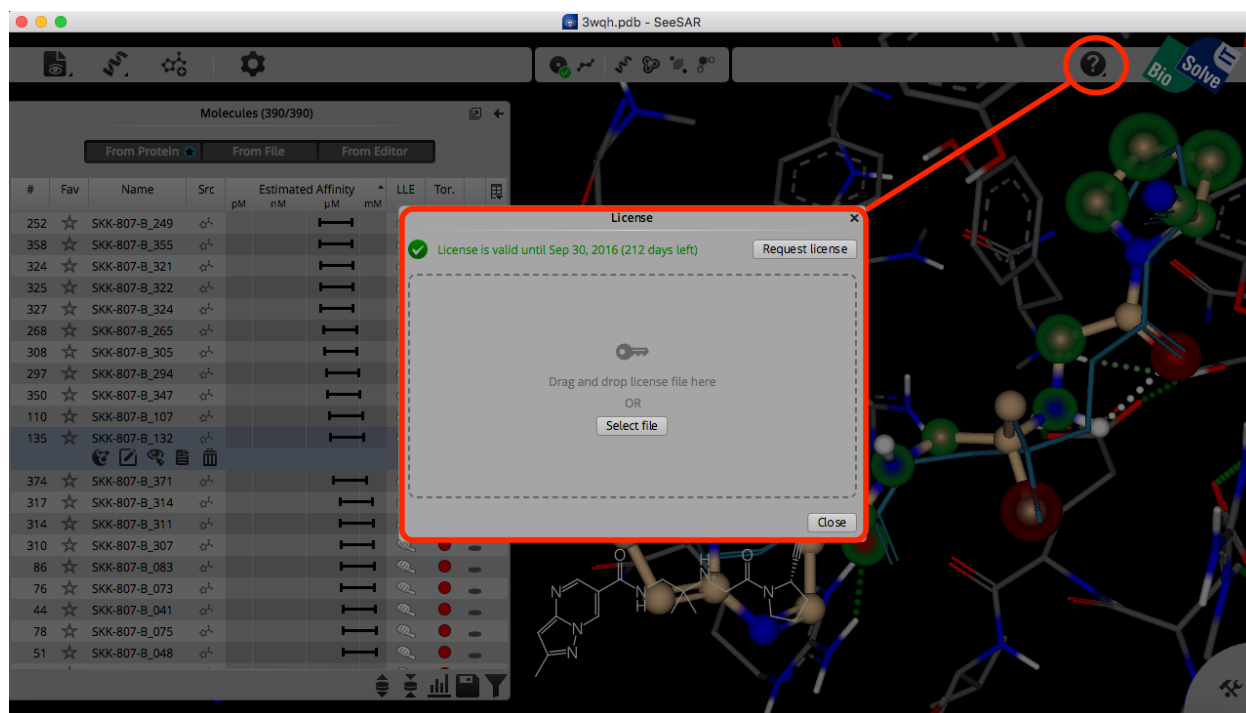 3wqh.pdb - SeeSAR
?
Bio Solve
Molecules (390/390)
From Protein From File From Editor
# Fav Name Src Estimated Affinity LLE Tor.
pM nM µM mM
252 SKK-807-B_249
358 SKK-807-B_355
324 SKK-807-B_321
325 SKK-807-B_322
327 SKK-807-B_324
268 SKK-807-B_265
308 SKK-807-B_305
297 SKK-807-B_294
350 SKK-807-B_347
110 SKK-807-B_107
135 SKK-807-B_132
374 SKK-807-B_371
317 SKK-807-B_314
314 SKK-807-B_311
310 SKK-807-B_307
86 SKK-807-B_083
76 SKK-807-B_073
44 SKK-807-B_041
78 SKK-807-B_075
51 SKK-807-B_048
License
License is valid until Sep 30, 2016 (212 days left)
Request license
Drag and drop license file here
OR
Select file
Close
O H O
N N N
N H
N
N